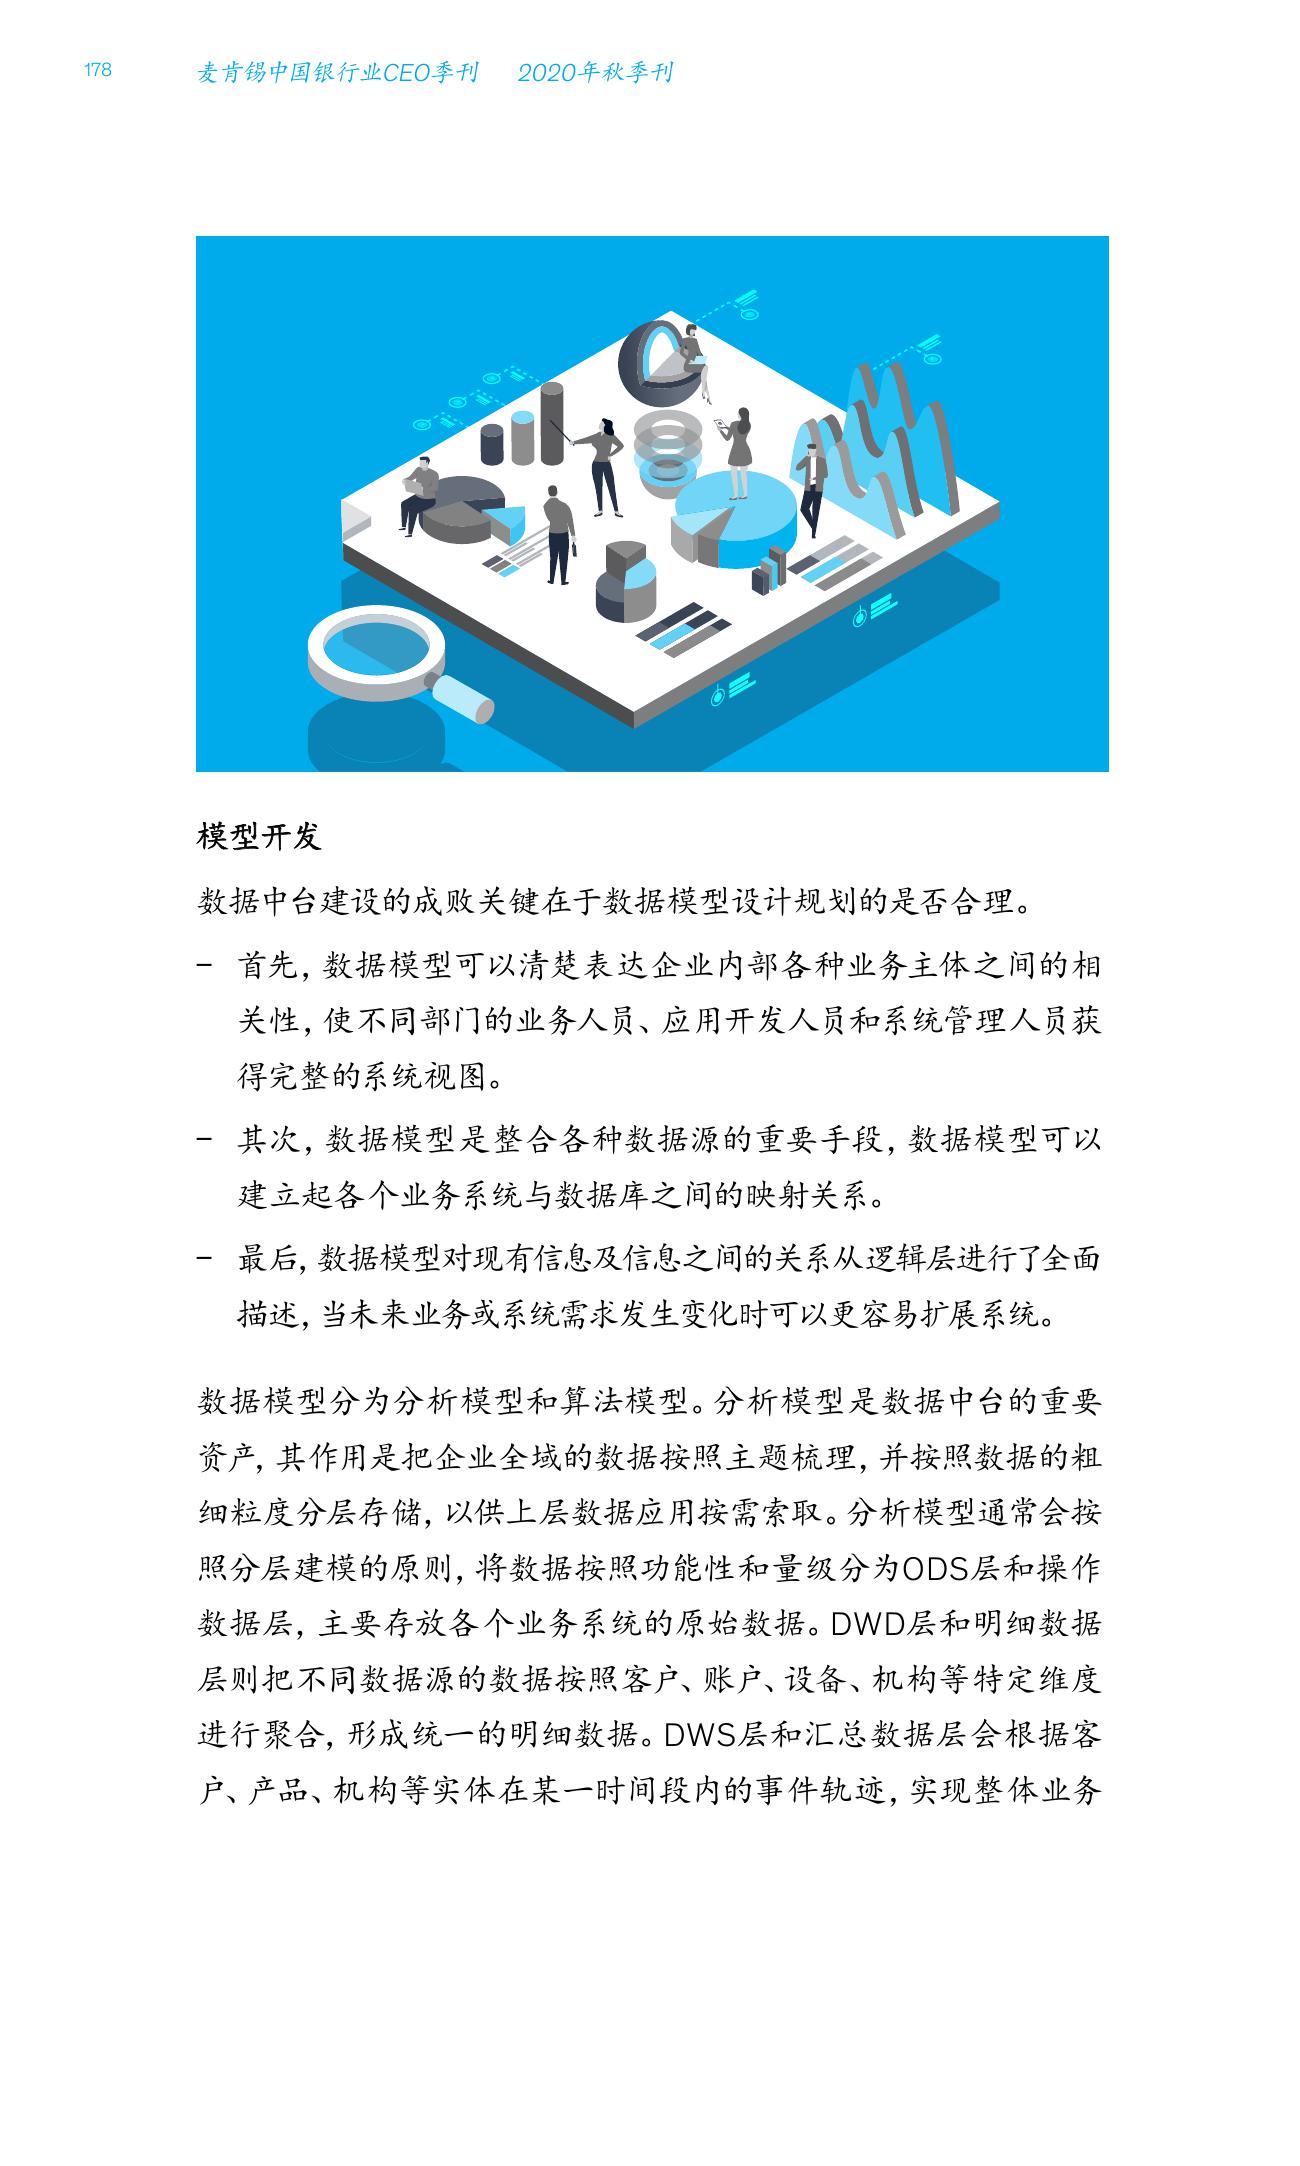 178
麦肯锡中国银行业CEO季刊 2020年秋季刊
模型开发
数据中台建设的成败关键在于数据模型设计规划的是否合理。
– 首先, 数据模型可以清楚表达企业内部各种业务主体之间的相
关性, 使不同部门的业务人员、应用开发人员和系统管理人员获
得完整的系统视图。
– 其次, 数据模型是整合各种数据源的重要手段, 数据模型可以
建立起各个业务系统与数据库之间的映射关系。
– 最后, 数据模型对现有信息及信息之间的关系从逻辑层进行了全面
描述, 当未来业务或系统需求发生变化时可以更容易扩展系统。
数据模型分为分析模型和算法模型。分析模型是数据中台的重要
资产, 其作用是把企业全域的数据按照主题梳理, 并按照数据的粗
细粒度分层存储, 以供上层数据应用按需索取。分析模型通常会按
照分层建模的原则, 将数据按照功能性和量级分为ODS层和操作
数据层, 主要存放各个业务系统的原始数据。DWD层和明细数据
层则把不同数据源的数据按照客户、账户、设备、机构等特定维度
进行聚合, 形成统一的明细数据。DWS层和汇总数据层会根据客
户、产品、机构等实体在某一时间段内的事件轨迹, 实现整体业务